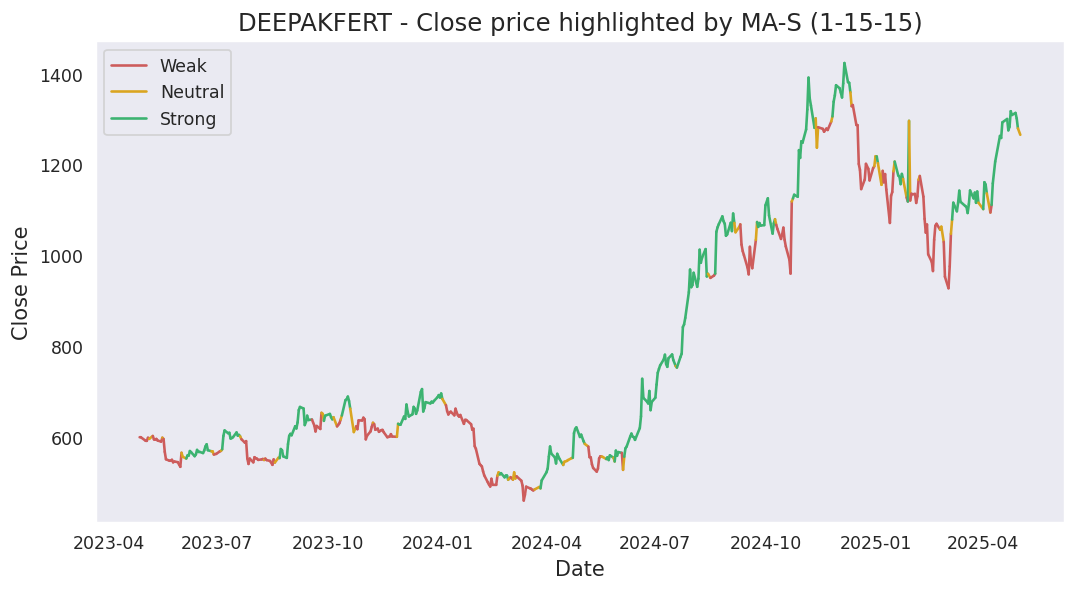 DEEPAKFERT - Close price highlighted by MA-S (1-15-15)
Weak
Neutral
Strong
Close Price
1400
1200
1000
800
600
2023-04 2023-07 2023-10 2024-01 2024-04 2024-07 2024-10 2025-01 2025-04
Date